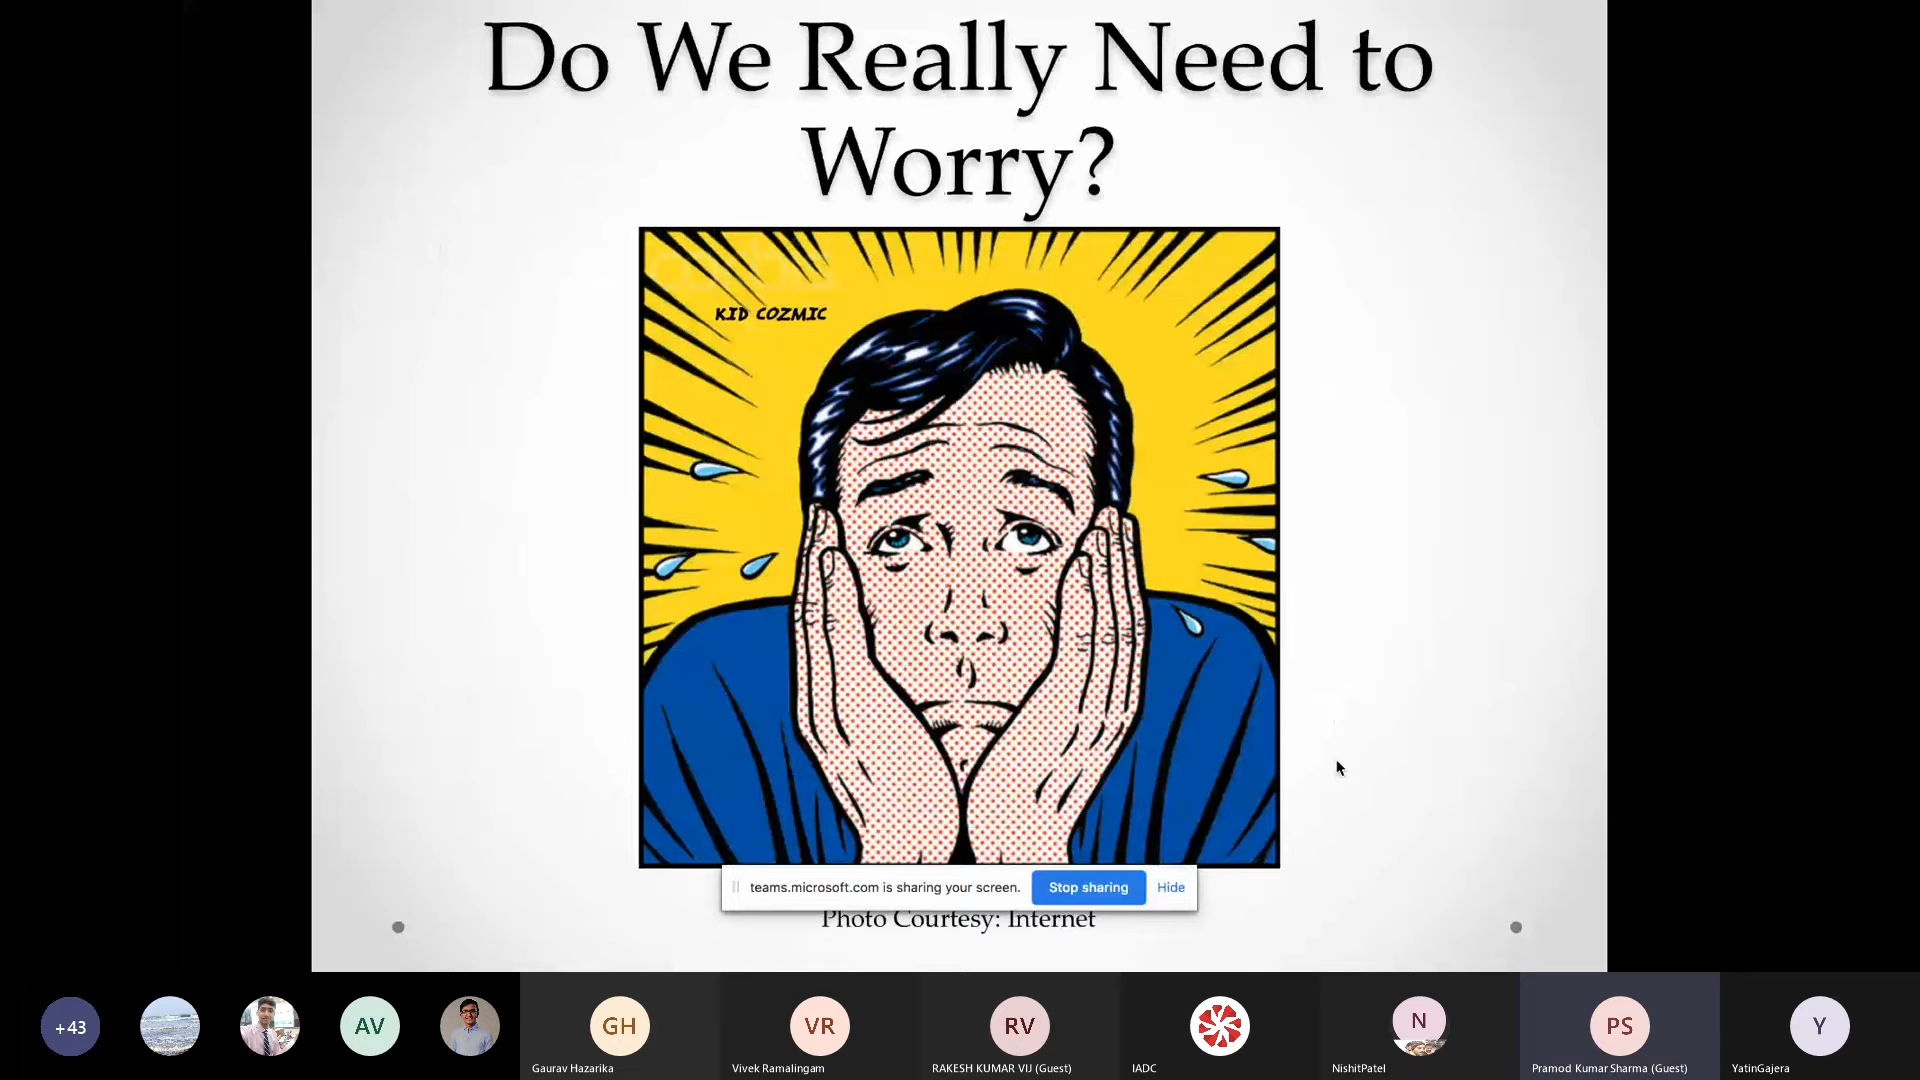 Do We Really Need to
Worry?
KID COZMIC
teams.microsoft.com is sharing your screen. Stop sharing Hide
Photo Courtesy: Internet
+43
AV
GH
VR
RV
N
PS
Y
Gaurav Hazarika
Vivek Ramalingam
RAKESH KUMAR VIJ (Guest)
IADC
NishitPatel
Pramod Kumar Sharma (Guest)
YatinGajera